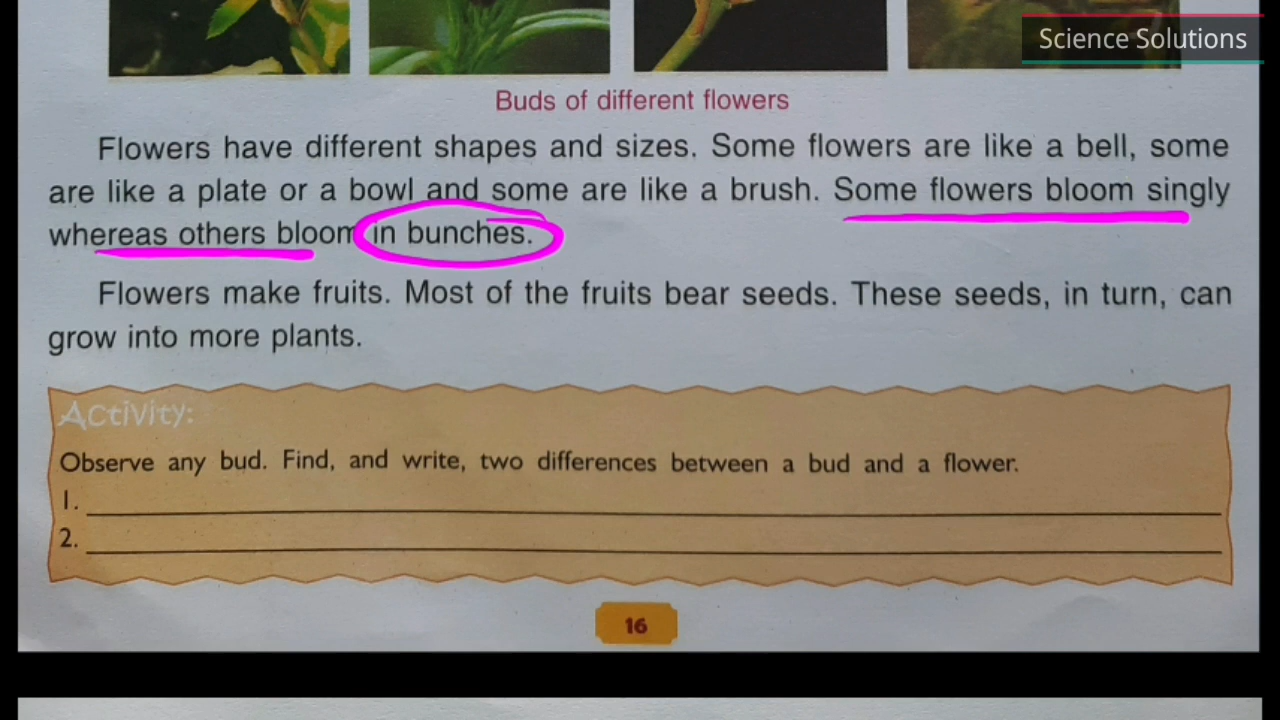 Science Solutions
Buds of different flowers
Flowers have different shapes and sizes. Some flowers are like a bell, some
are like a plate or a bowl and some are like a brush. Some flowers bloom singly
whereas others bloom in bunches.
Flowers make fruits. Most of the fruits bear seeds. These seeds, in turn, can
grow into more plants.
Activity:
Observe any bud. Find, and write, two differences between a bud and a flower.
1.
2.
16